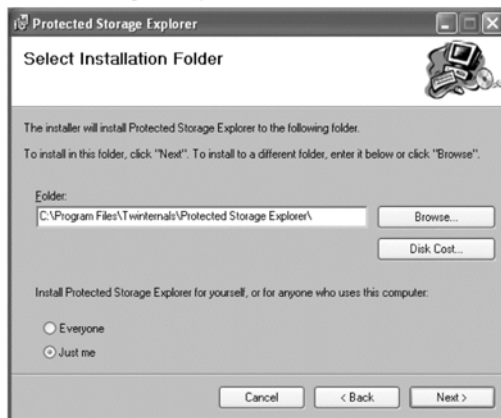 Protected Storage Explorer
Select Installation Folder
The installer will install Protected Storage Explorer to the following folder.
To install in this folder, click "Next". To install to a different folder, enter it below or click "Browse".
Folder:
C:\Program Files\Twinternals\Protected Storage Explorer\
Browse...
Disk Cost...
Install Protected Storage Explorer for yourself, or for anyone who uses this computer:
Everyone
Just me
Cancel
< Back
Next >